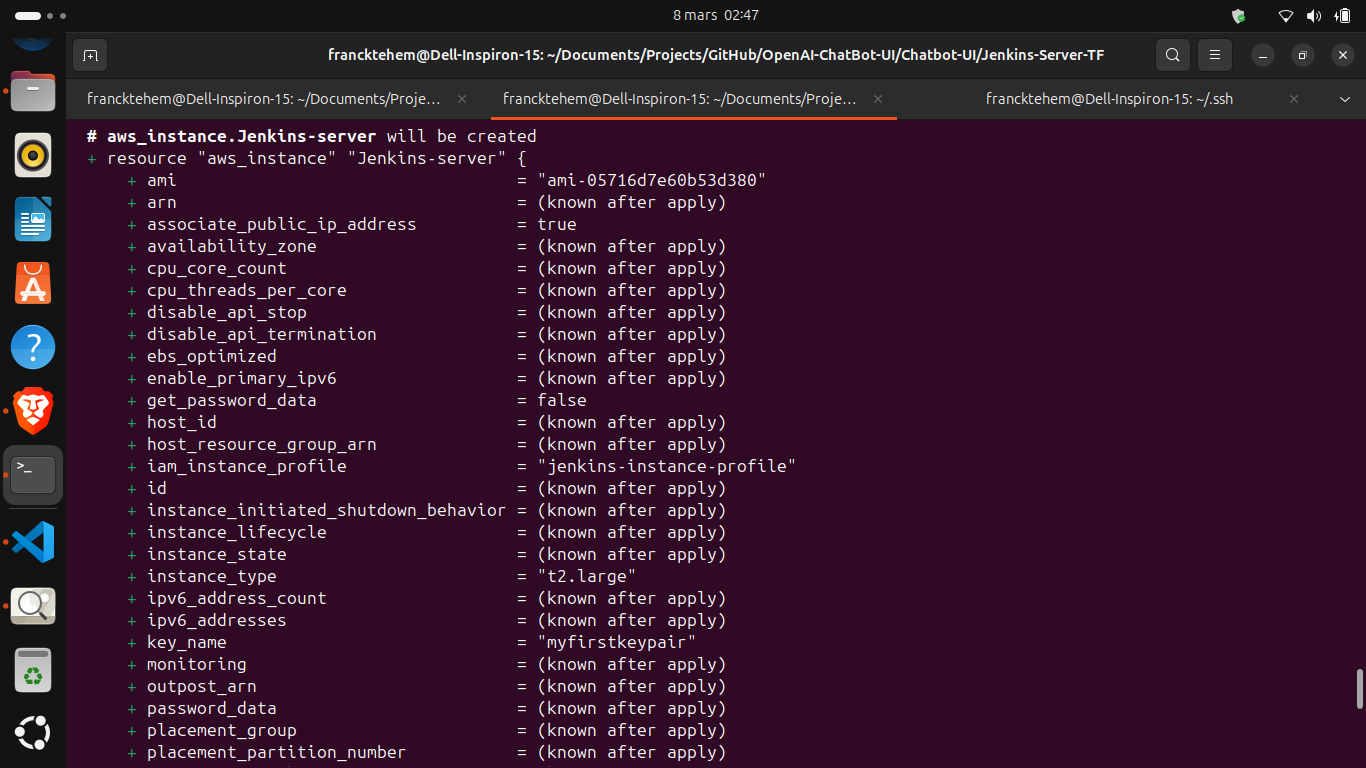 8 mars 02:47
francktehem@Dell-Inspiron-15: ~/Documents/Projects/GitHub/OpenAI-ChatBot-UI/Chatbot-UI/Jenkins-Server-TF
francktehem@Dell-Inspiron-15: ~/Documents/Proje…
francktehem@Dell-Inspiron-15: ~/Documents/Proje…
francktehem@Dell-Inspiron-15: ~/.ssh
# aws_instance.Jenkins-server will be created
+ resource "aws_instance" "Jenkins-server" {
+ ami = "ami-05716d7e60b53d380"
+ arn = (known after apply)
+ associate_public_ip_address = true
+ availability_zone = (known after apply)
+ cpu_core_count = (known after apply)
+ cpu_threads_per_core = (known after apply)
+ disable_api_stop = (known after apply)
+ disable_api_termination = (known after apply)
+ ebs_optimized = (known after apply)
+ enable_primary_ipv6 = (known after apply)
+ get_password_data = false
+ host_id = (known after apply)
+ host_resource_group_arn = (known after apply)
+ iam_instance_profile = "jenkins-instance-profile"
+ id = (known after apply)
+ instance_initiated_shutdown_behavior = (known after apply)
+ instance_lifecycle = (known after apply)
+ instance_state = (known after apply)
+ instance_type = "t2.large"
+ ipv6_address_count = (known after apply)
+ ipv6_addresses = (known after apply)
+ key_name = "myfirstkeypair"
+ monitoring = (known after apply)
+ outpost_arn = (known after apply)
+ password_data = (known after apply)
+ placement_group = (known after apply)
+ placement_partition_number = (known after apply)